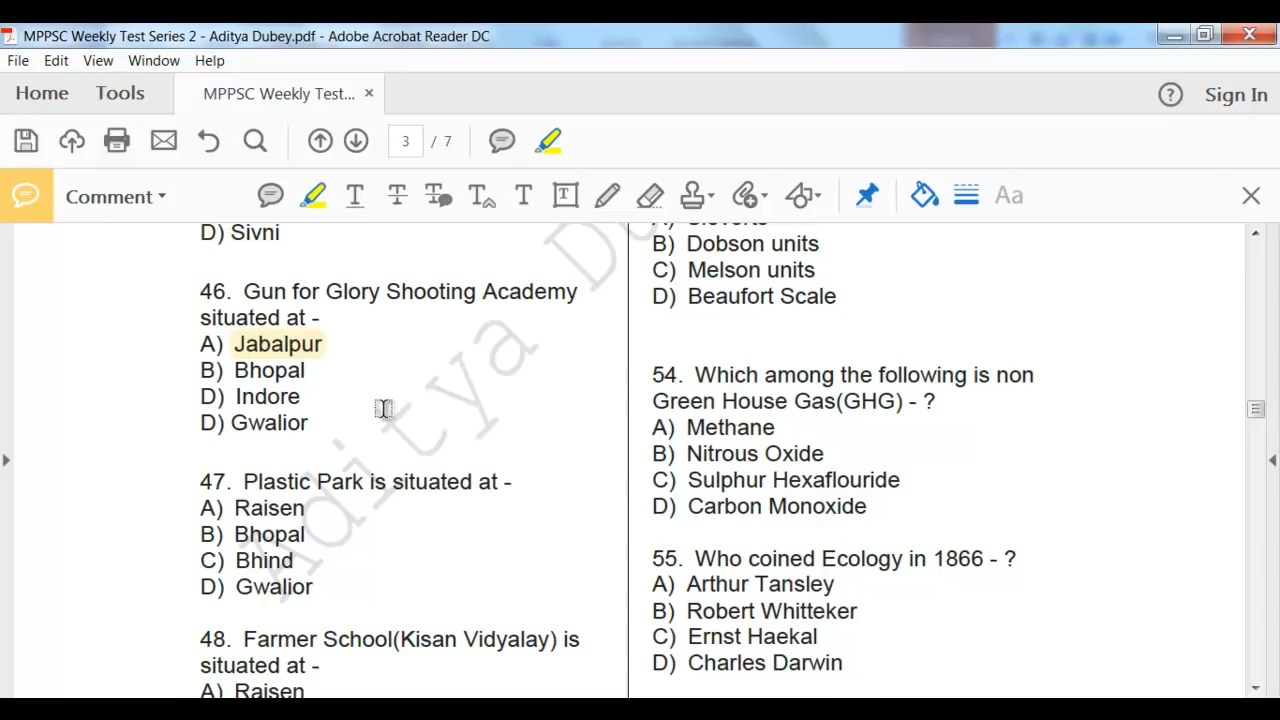 MPPSC Weekly Test Series 2 - Aditya Dubey.pdf - Adobe Acrobat Reader DC
File Edit View Window Help
Home Tools MPPSC Weekly Test... × ? Sign In
3 / 7
Comment T T T T T T Aa
D) Sivni
46. Gun for Glory Shooting Academy
situated at -
A) Jabalpur
B) Bhopal
D) Indore
D) Gwalior
47. Plastic Park is situated at -
A) Raisen
B) Bhopal
C) Bhind
D) Gwalior
48. Farmer School(Kisan Vidyalay) is
situated at -
A) Raisen
B) Dobson units
C) Melson units
D) Beaufort Scale
54. Which among the following is non
Green House Gas(GHG) - ?
A) Methane
B) Nitrous Oxide
C) Sulphur Hexaflouride
D) Carbon Monoxide
55. Who coined Ecology in 1866 - ?
A) Arthur Tansley
B) Robert Whitteker
C) Ernst Haekal
D) Charles Darwin
Aditya Du